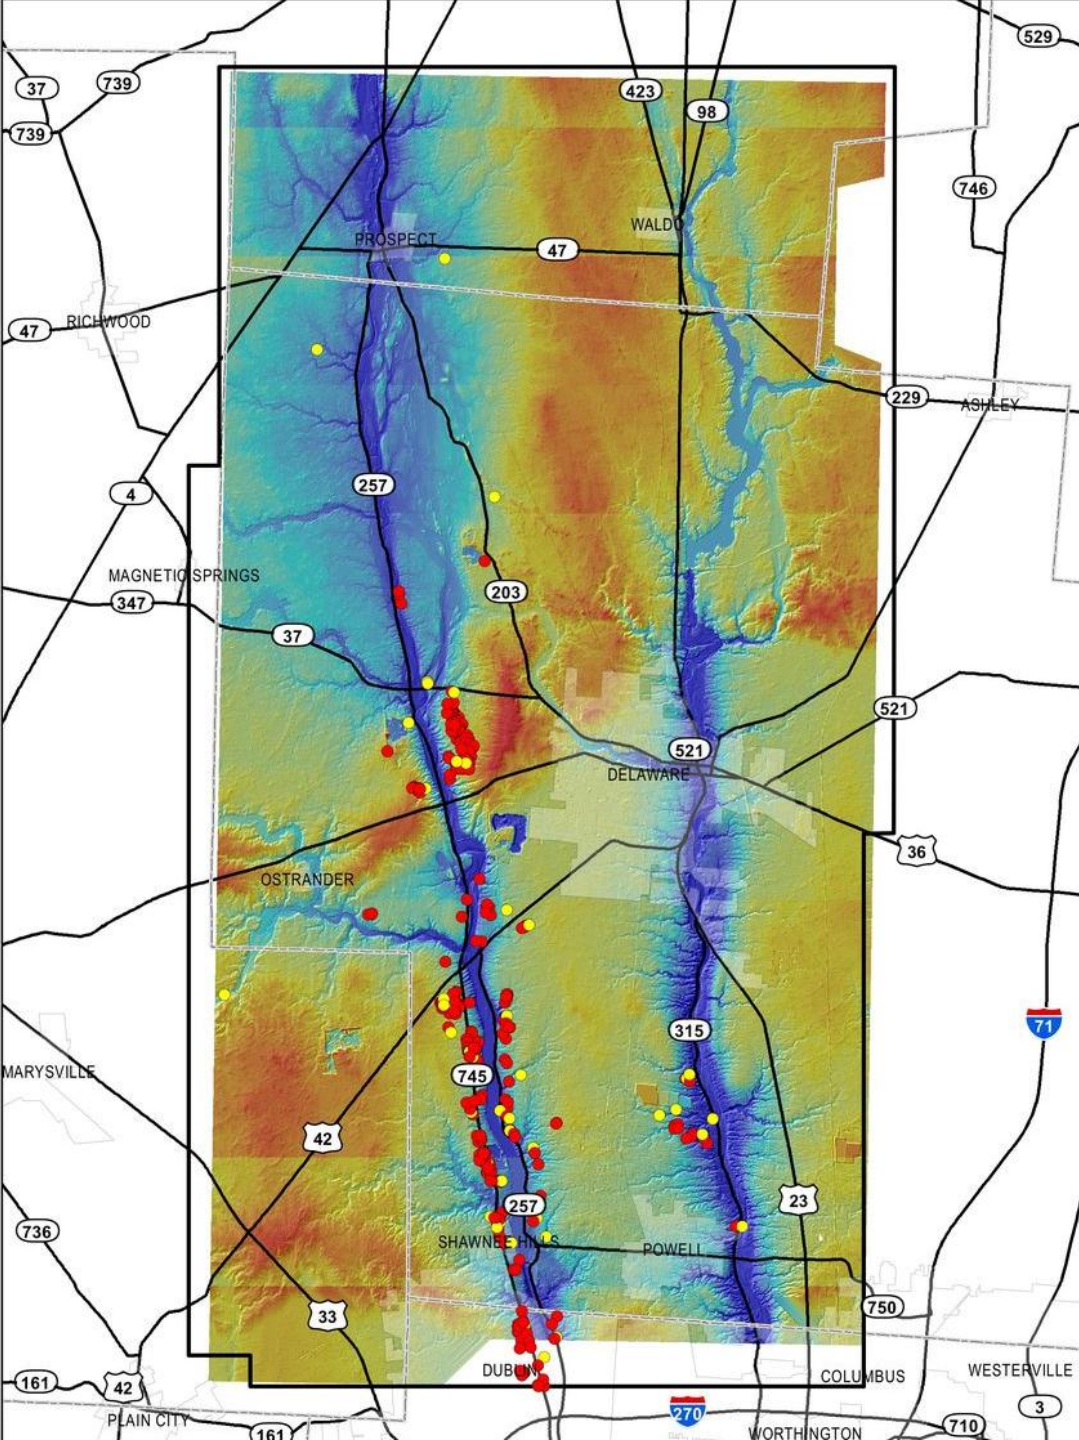 529
37
739
423
98
739
746
WALDO
PROSPECT
47
RICHWOOD
47
229
ASHLEY
257
4
MAGNETIC SPRINGS
203
347
37
521
521
DELAWARE
36
OSTRANDER
71
315
MARYSVILLE
745
42
23
257
736
SHAWNEE HILLS
POWELL
750
33
DUBLIN
COLUMBUS
WESTERVILLE
161
42
3
270
PLAIN CITY
710
161
WORTHINGTON